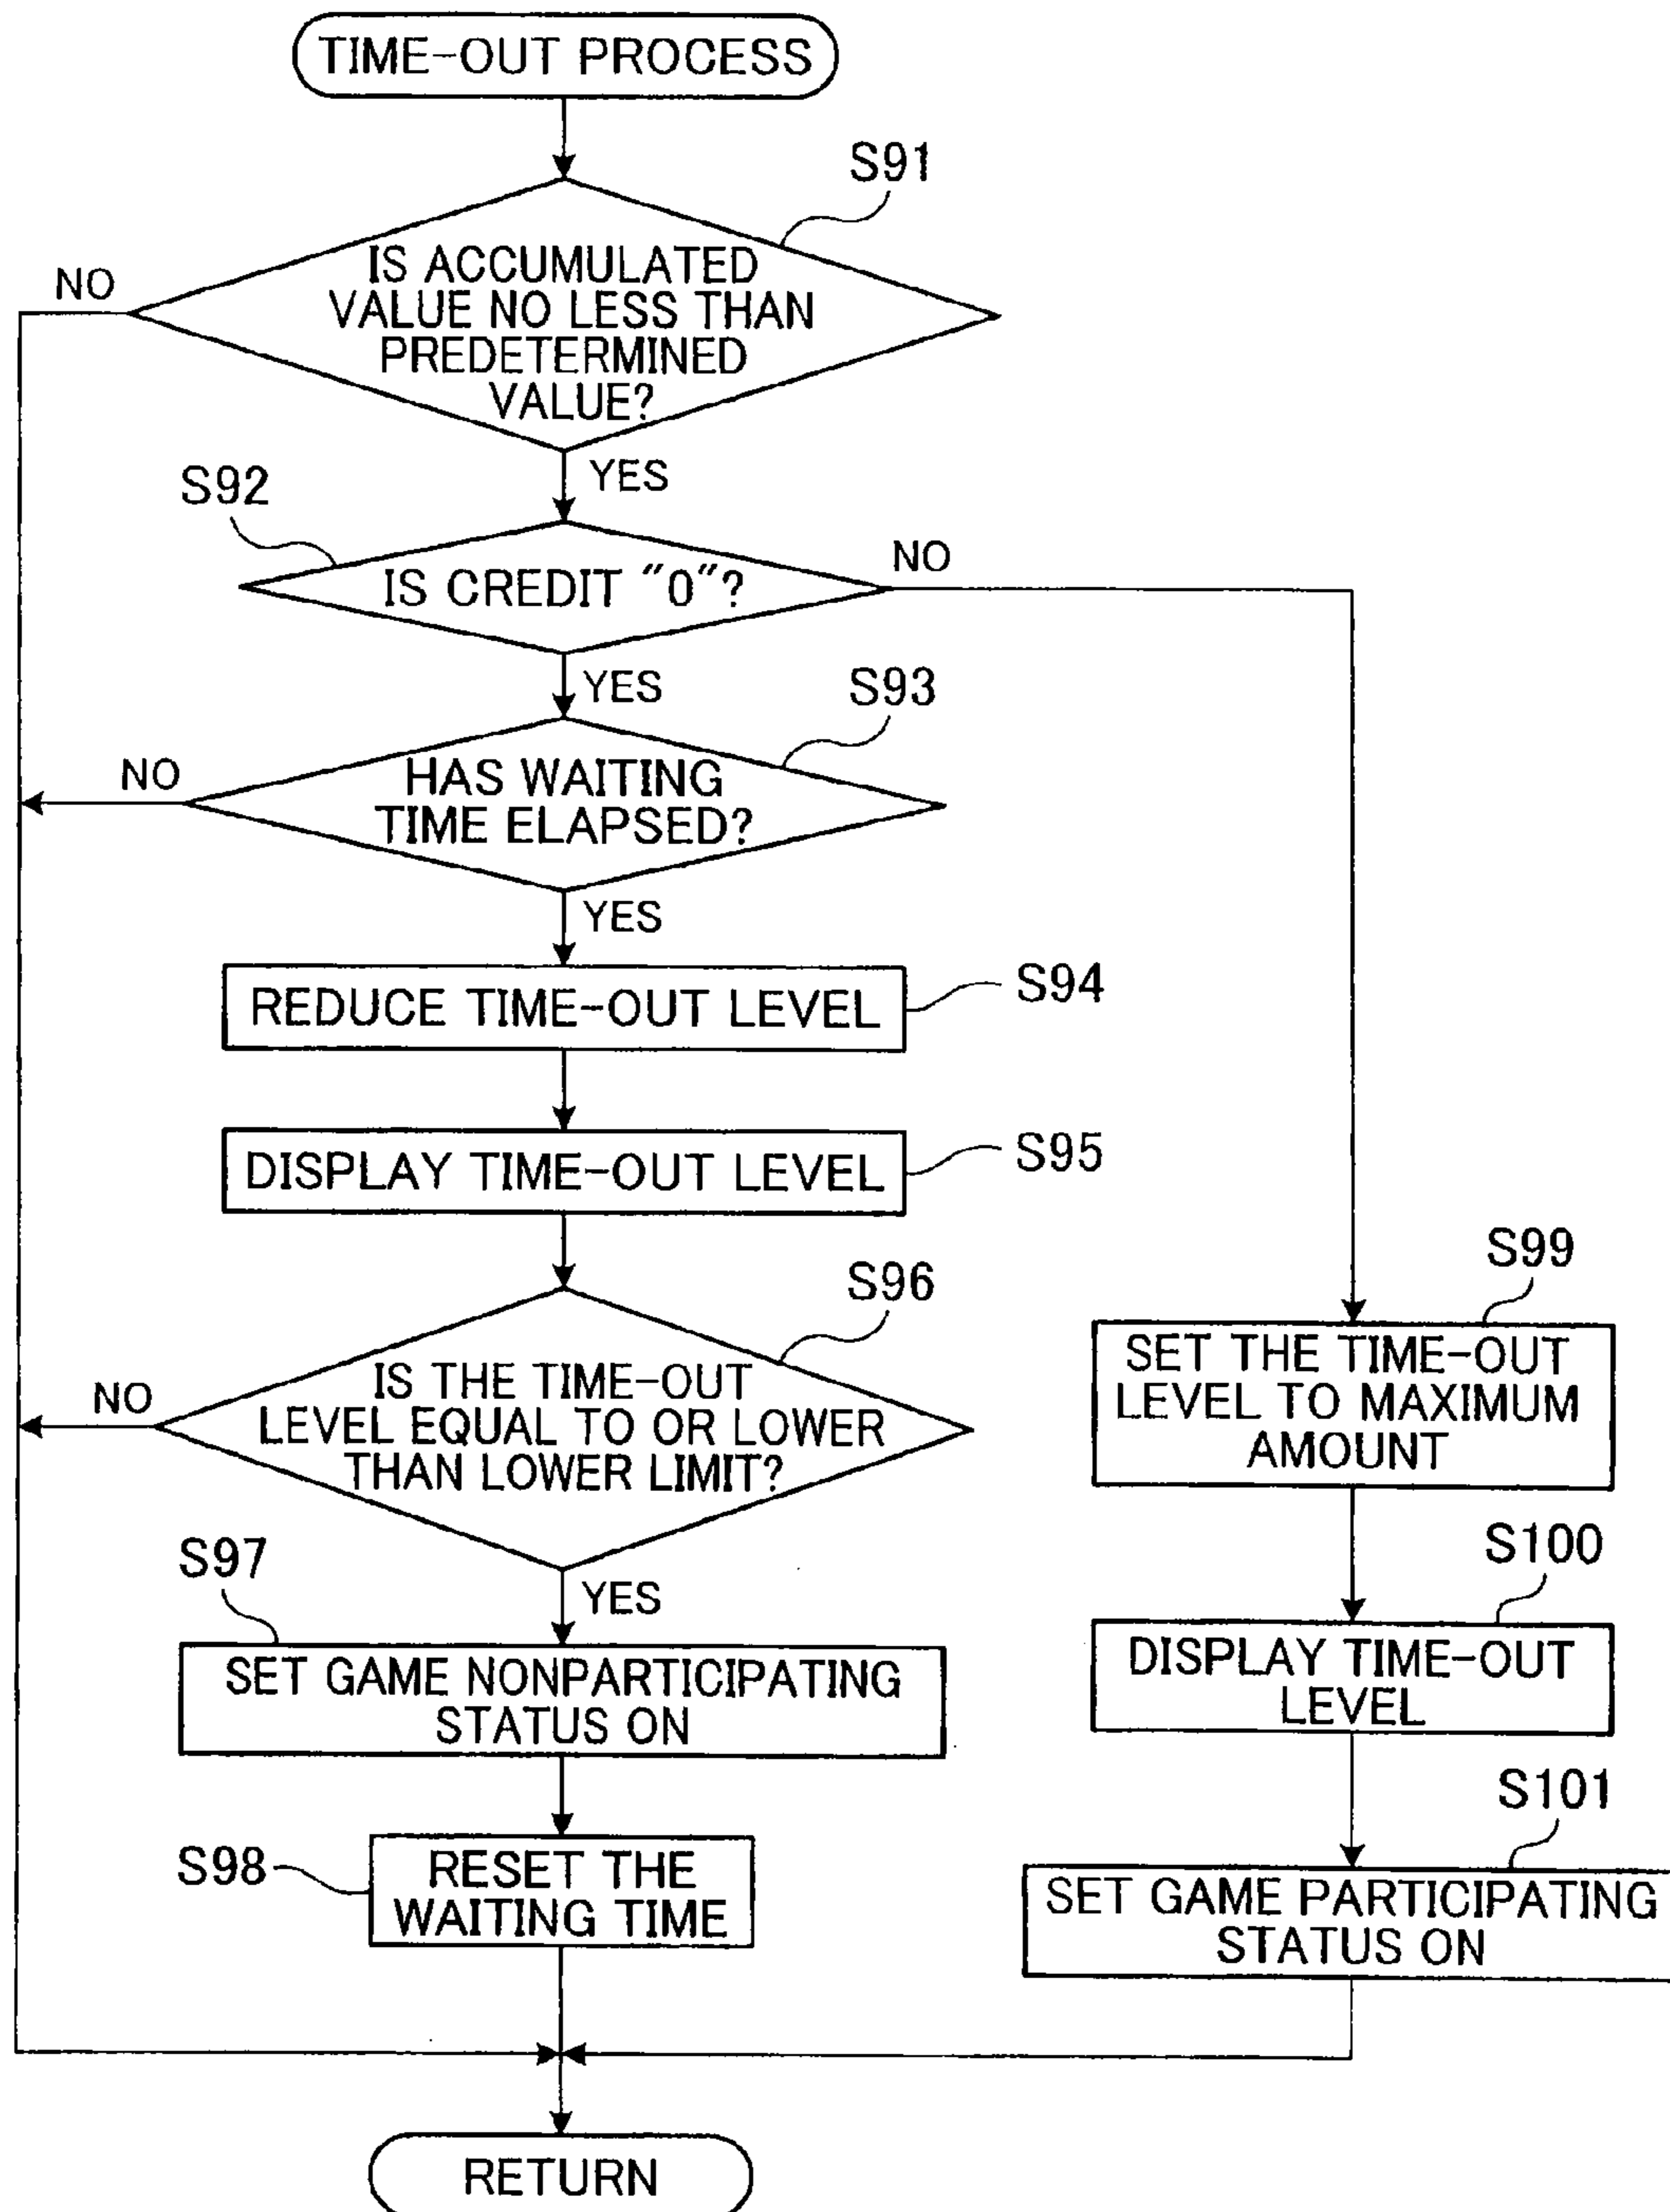 TIME-OUT PROCESS
S91
IS ACCUMULATED
VALUE NO LESS THAN
PREDETERMINED
VALUE?
NO
YES
S92
IS CREDIT "0"?
NO
YES
S93
HAS WAITING
TIME ELAPSED?
NO
YES
REDUCE TIME-OUT LEVEL
S94
DISPLAY TIME-OUT LEVEL
S95
S96
IS THE TIME-OUT
LEVEL EQUAL TO OR LOWER
THAN LOWER LIMIT?
NO
YES
S97
SET GAME NONPARTICIPATING
STATUS ON
S98
RESET THE
WAITING TIME
S99
SET THE TIME-OUT
LEVEL TO MAXIMUM
AMOUNT
S100
DISPLAY TIME-OUT
LEVEL
S101
SET GAME PARTICIPATING
STATUS ON
RETURN